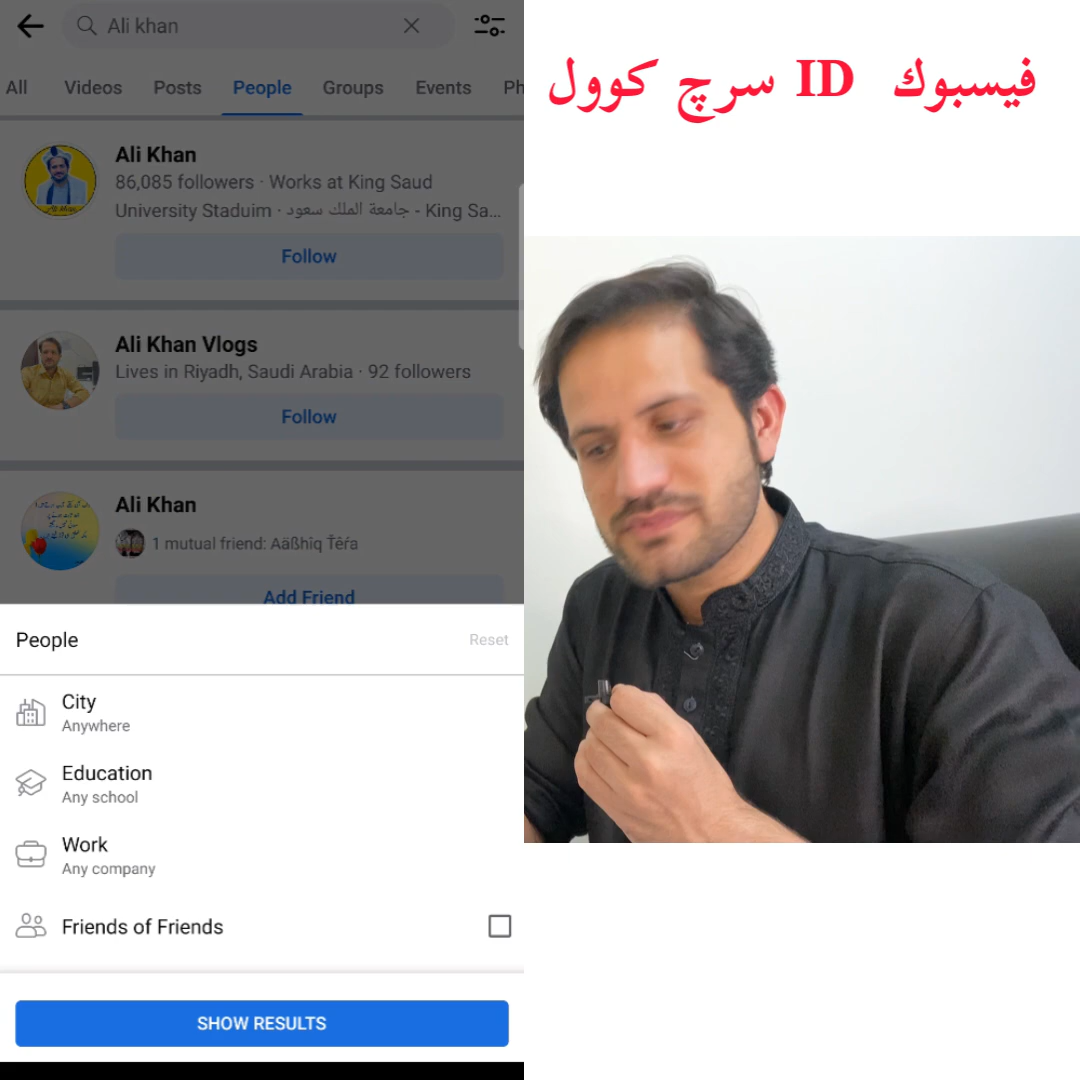 Ali khan
All Videos Posts People Groups Events Ph
Ali Khan
86,085 followers · Works at King Saud
University Staduim · جامعة الملك سعود - King Sa...
Follow
Ali Khan Vlogs
Lives in Riyadh, Saudi Arabia · 92 followers
Follow
Ali Khan
1 mutual friend: Aäßhîq Ťêŕa
Add Friend
People
Reset
City
Anywhere
Education
Any school
Work
Any company
Friends of Friends
SHOW RESULTS
فيسبوك ID سرچ كوول